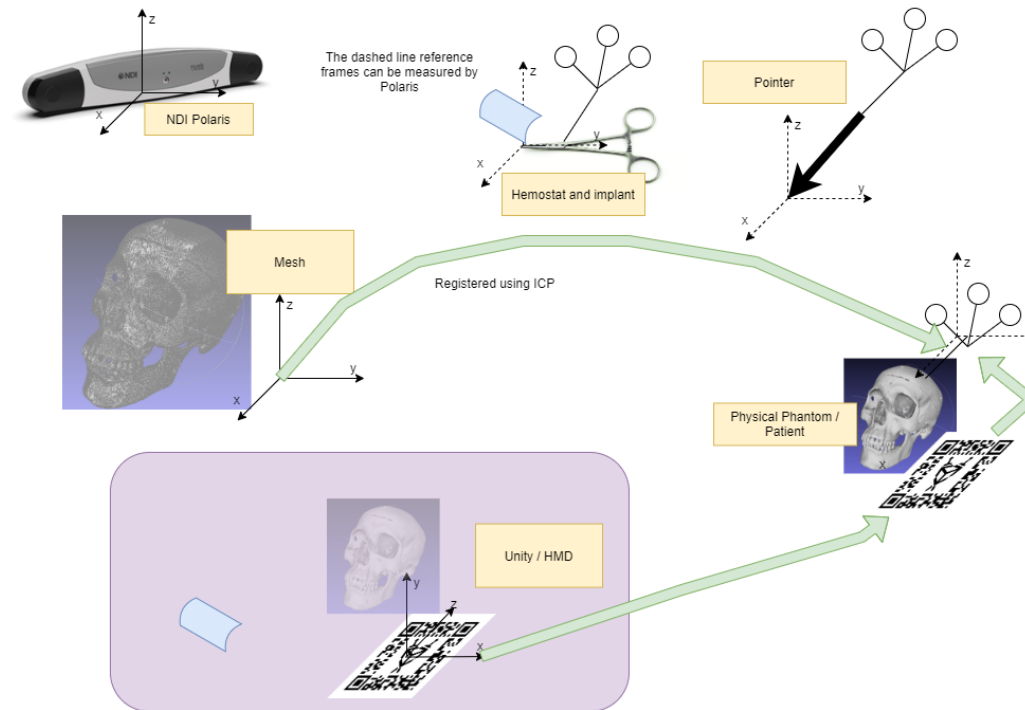 z
NDI
y
x
NDI Polaris
The dashed line reference
frames can be measured by
Polaris
z
y
x
Hemostat and implant
Pointer
z
y
x
Mesh
z
y
x
Registered using ICP
z
Physical Phantom /
Patient
x
Unity / HMD
y
z
x